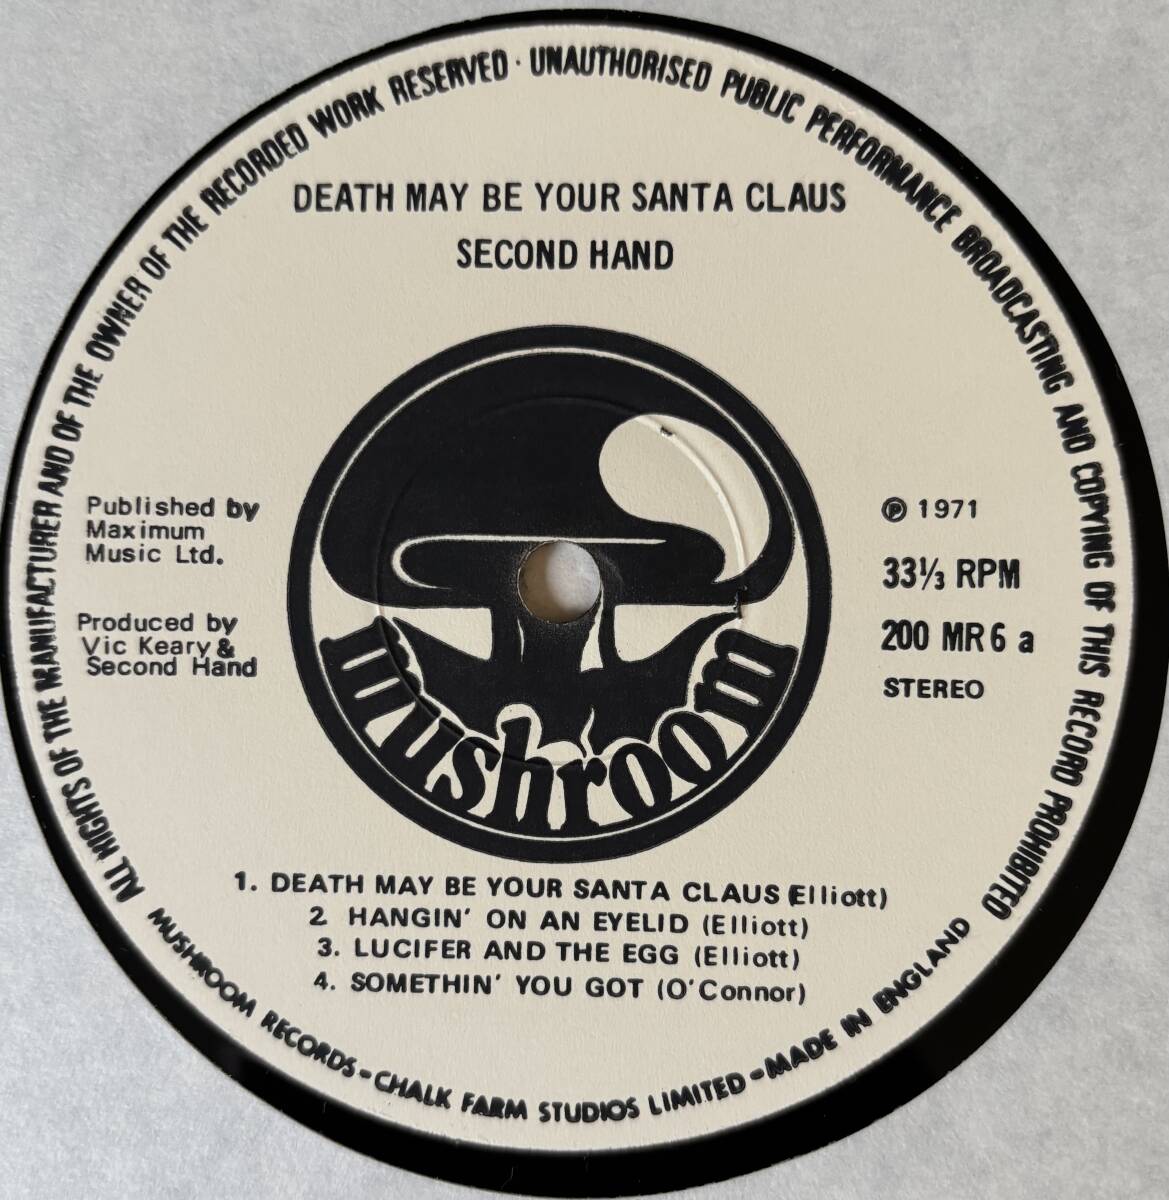 ALL RIGHTS OF THE MANUFACTURER AND OF THE OWNER OF THE RECORDED WORK RESERVED · UNAUTHORISED PUBLIC PERFORMANCE BROADCASTING AND COPYING OF THIS RECORD PROHIBITED
DEATH MAY BE YOUR SANTA CLAUS
SECOND HAND
Published by
Maximum
Music Ltd.
Produced by
Vic Keary &
Second Hand
℗ 1971
33⅓ RPM
200 MR 6 a
STEREO
mushroom
1. DEATH MAY BE YOUR SANTA CLAUS (Elliott)
2. HANGIN' ON AN EYELID (Elliott)
3. LUCIFER AND THE EGG (Elliott)
4. SOMETHIN' YOU GOT (O'Connor)
MUSHROOM RECORDS - CHALK FARM STUDIOS LIMITED - MADE IN ENGLAND